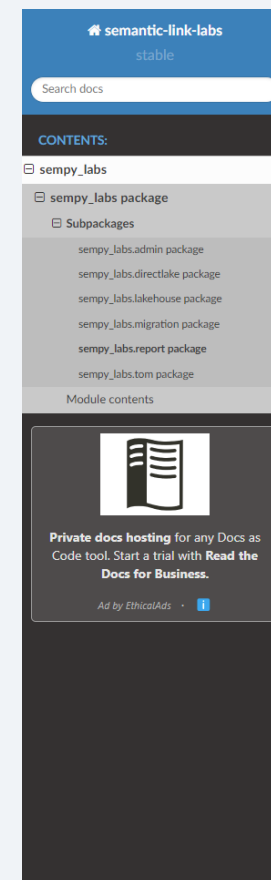 semantic-link-labs
stable
Search docs
CONTENTS:
sempy_labs
sempy_labs package
Subpackages
sempy_labs.admin package
sempy_labs.directlake package
sempy_labs.lakehouse package
sempy_labs.migration package
sempy_labs.report package
sempy_labs.tom package
Module contents
Private docs hosting for any Docs as
Code tool. Start a trial with Read the
Docs for Business.
Ad by EthicalAds · i